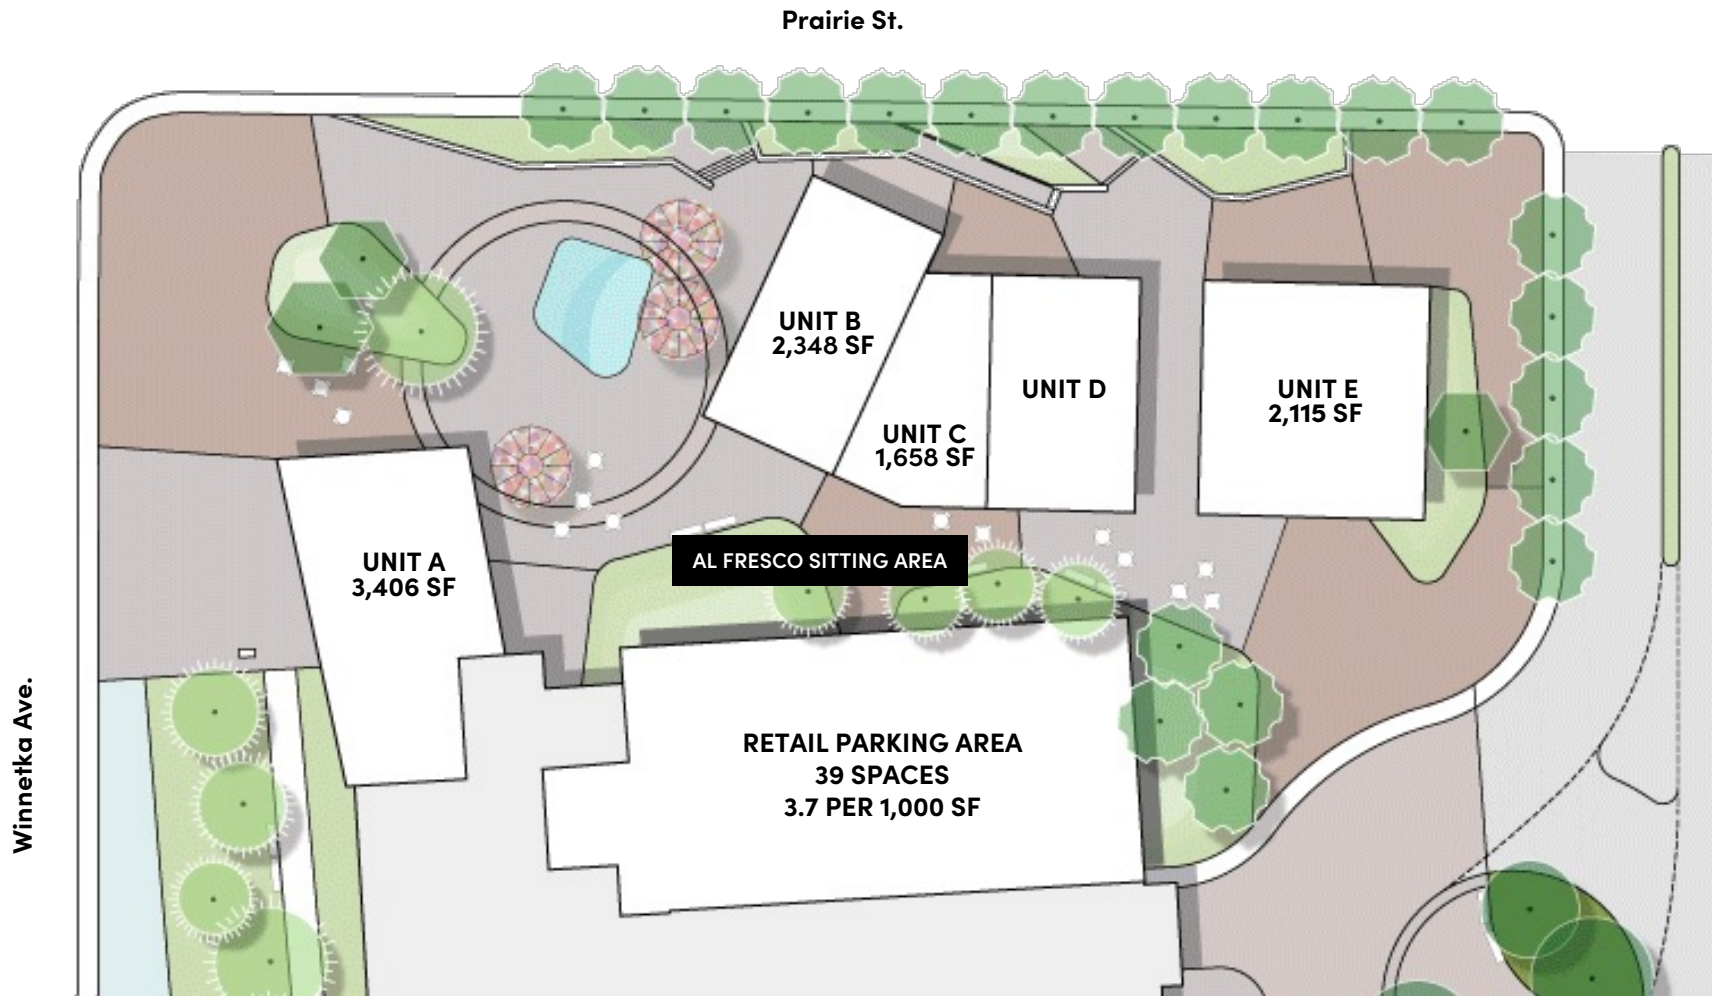 Prairie St.
UNIT B
2,348 SF
UNIT C
1,658 SF
UNIT D
UNIT E
2,115 SF
UNIT A
3,406 SF
AL FRESCO SITTING AREA
RETAIL PARKING AREA
39 SPACES
3.7 PER 1,000 SF
Winnetka Ave.